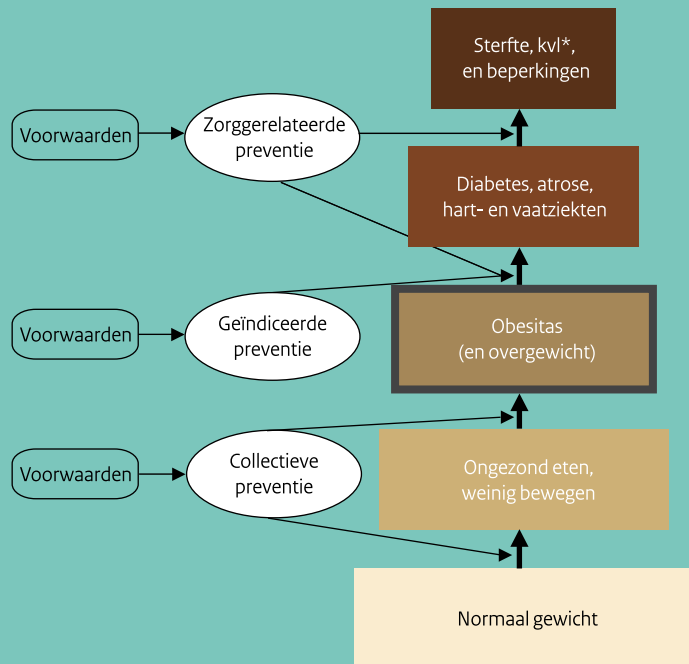 Sterfte, kvl*,
en beperkingen
Voorwaarden
Zorggerelateerde
preventie
Diabetes, atrose,
hart- en vaatziekten
Voorwaarden
Geïndiceerde
preventie
Obesitas
(en overgewicht)
Voorwaarden
Collectieve
preventie
Ongezond eten,
weinig bewegen
Normaal gewicht